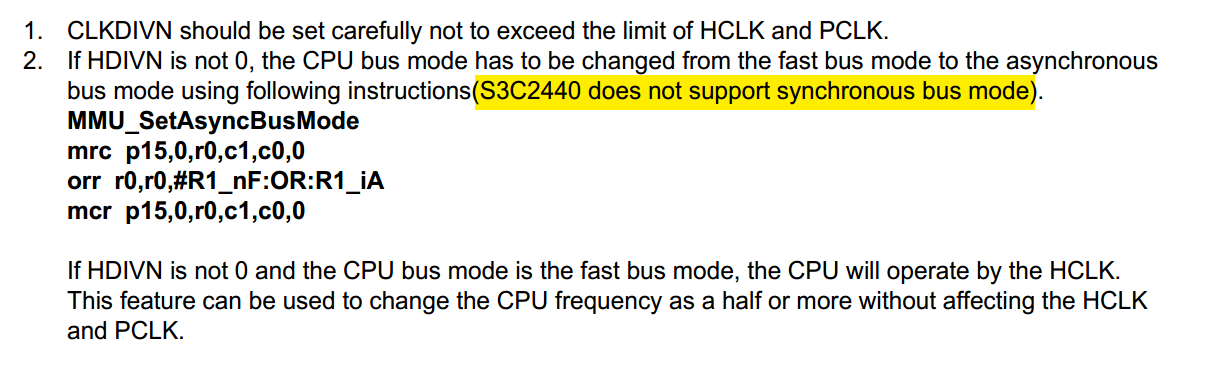 1. CLKDIVN should be set carefully not to exceed the limit of HCLK and PCLK.
2. If HDIVN is not 0, the CPU bus mode has to be changed from the fast bus mode to the asynchronous
bus mode using following instructions(S3C2440 does not support synchronous bus mode).
MMU_SetAsyncBusMode
mrc p15,0,r0,c1,c0,0
orr r0,r0,#R1_nF:OR:R1_iA
mcr p15,0,r0,c1,c0,0
If HDIVN is not 0 and the CPU bus mode is the fast bus mode, the CPU will operate by the HCLK.
This feature can be used to change the CPU frequency as a half or more without affecting the HCLK
and PCLK.